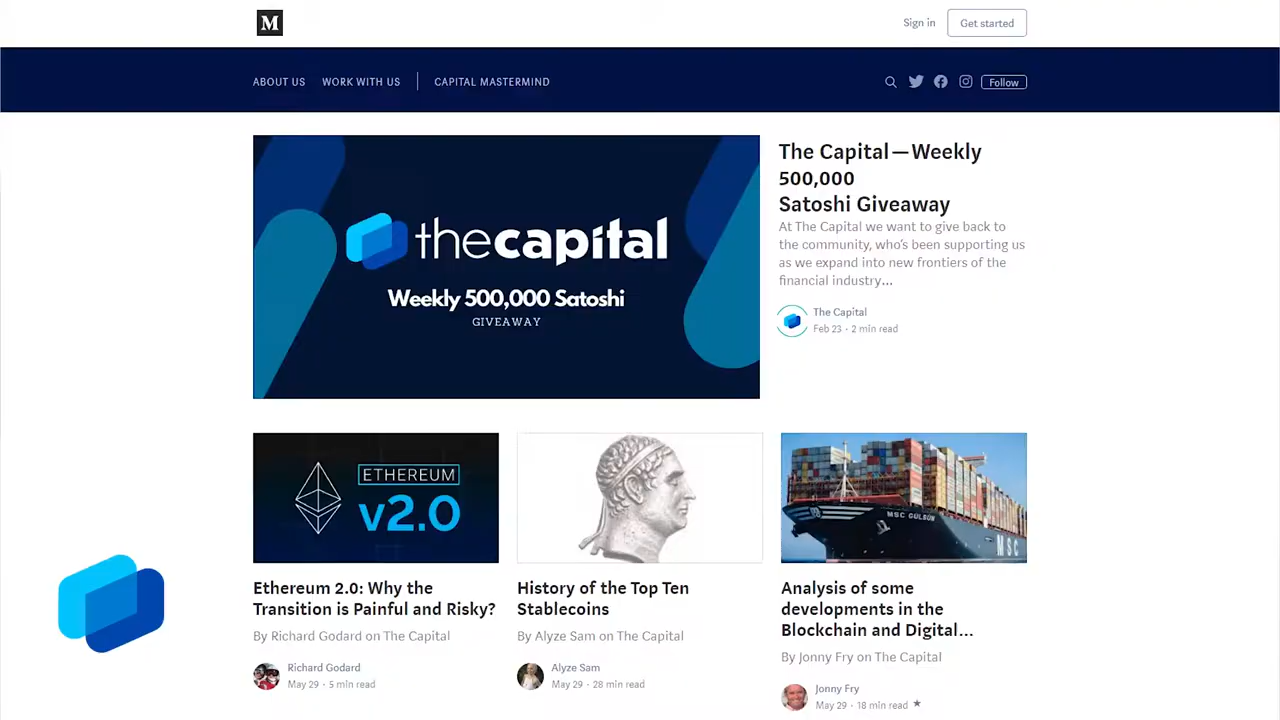 M
Sign in
Get started
ABOUT US
WORK WITH US
CAPITAL MASTERMIND
Follow
thecapital
Weekly 500,000 Satoshi
GIVEAWAY
The Capital — Weekly
500,000
Satoshi Giveaway
At The Capital we want to give back to
the community, who's been supporting us
as we expand into new frontiers of the
financial industry...
The Capital
Feb 23 · 2 min read
ETHEREUM
v2.0
Ethereum 2.0: Why the
Transition is Painful and Risky?
By Richard Godard on The Capital
Richard Godard
May 29 · 5 min read
History of the Top Ten
Stablecoins
By Alyze Sam on The Capital
Alyze Sam
May 29 · 28 min read
MSC GÜLSÜN
MSC
Analysis of some
developments in the
Blockchain and Digital...
By Jonny Fry on The Capital
Jonny Fry
May 29 · 18 min read ★